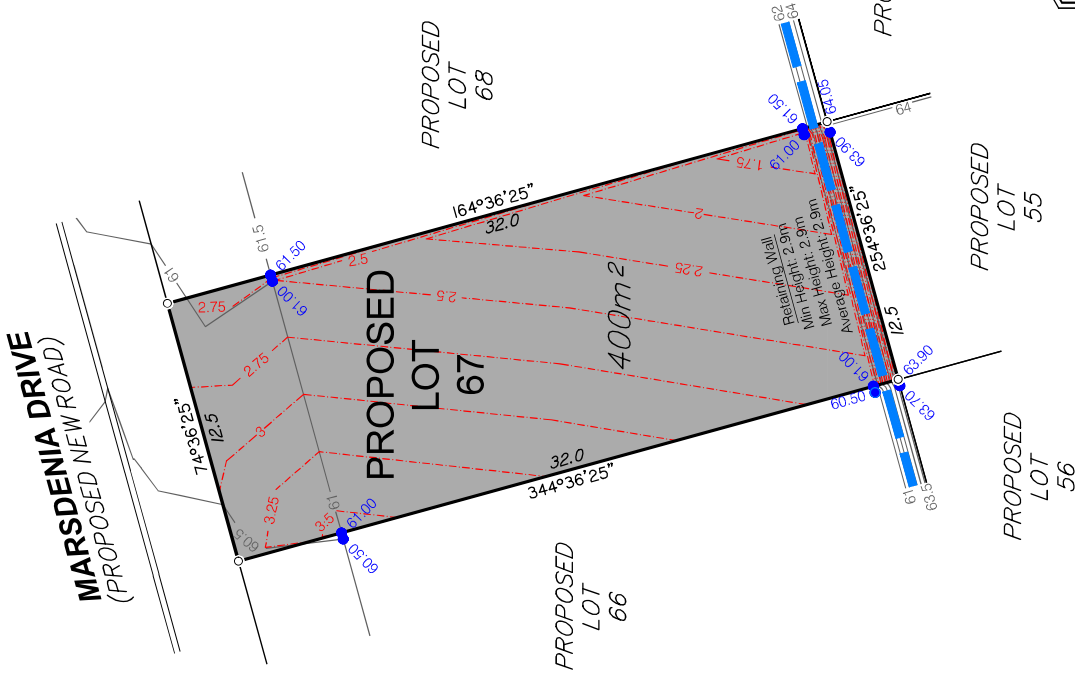 MARSDENIA DRIVE
(PROPOSED NEW ROAD)
PROPOSED
LOT
68
PROPOSED
LOT
67
400m2
PROPOSED
LOT
66
PROPOSED
LOT
55
PROPOSED
LOT
56
PRO
74°36'25"
12.5
164°36'25"
32.0
254°36'25"
12.5
344°36'25"
32.0
Retaining Wall
Min Height: 2.9m
Max Height: 2.9m
Average Height: 2.9m
61
61.5
61.50
61.00
60.5
61
61.00
60.50
61.50
61.00
64.05
63.90
62
64
64
61.00
60.50
63.90
63.70
61
63.5
2.75
2.5
2.5
2.75
3
3.25
3.5
2.25
2
1.75